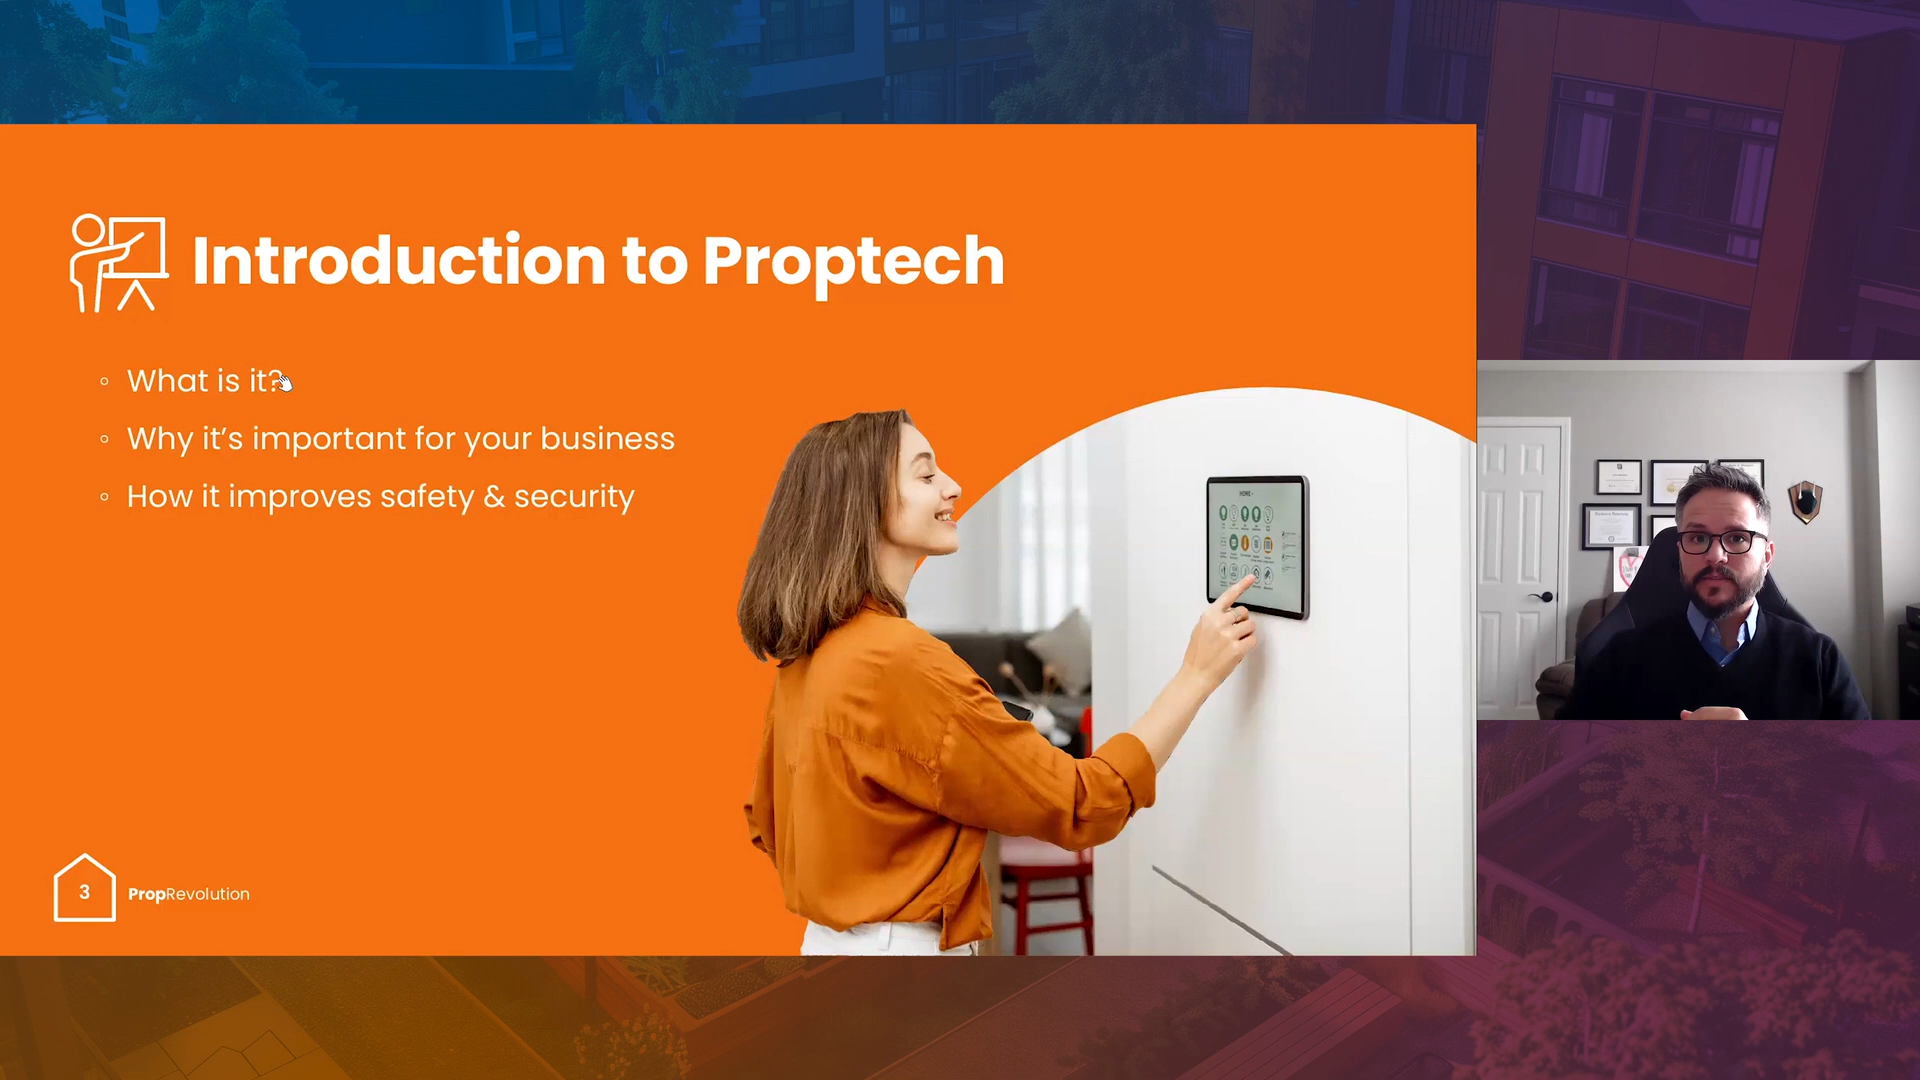 Introduction to Proptech
What is it?
Why it's important for your business
How it improves safety & security
HOME
3
PropRevolution